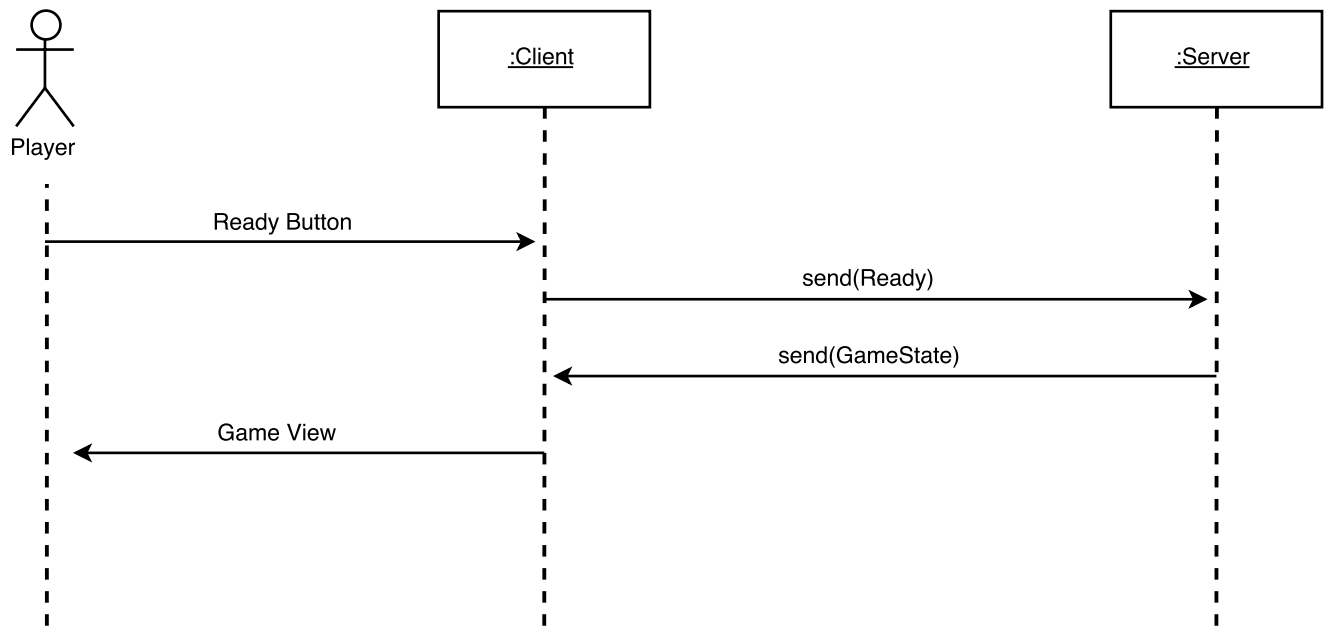 :Client
:Server
Player
Ready Button
send(Ready)
send(GameState)
Game View